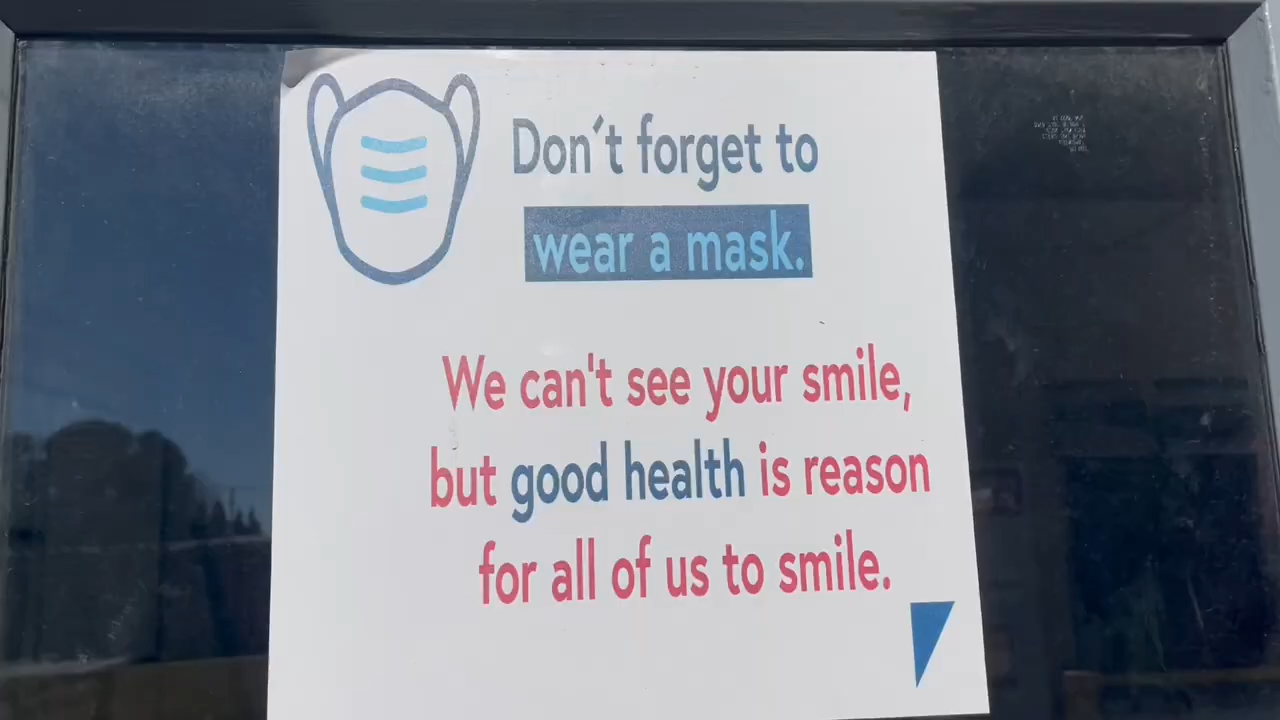 Don´t forget to
wear a mask.
We can't see your smile,
but good health is reason
for all of us to smile.